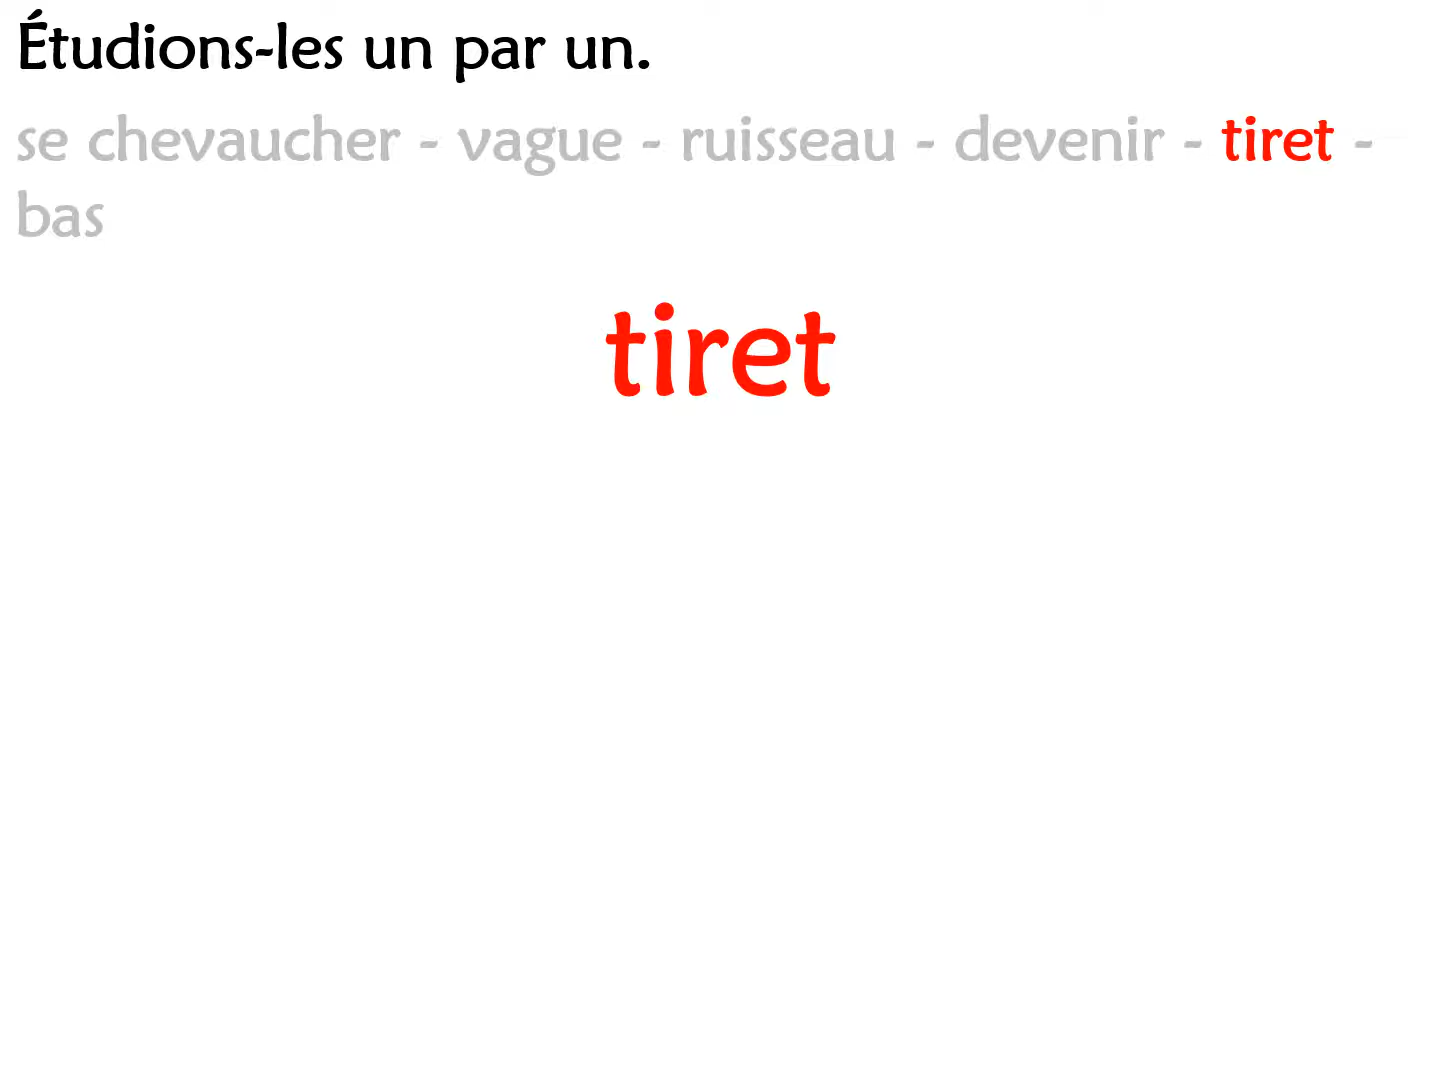 Étudions-les un par un.
se chevaucher - vague - ruisseau - devenir - tiret -
bas
tiret